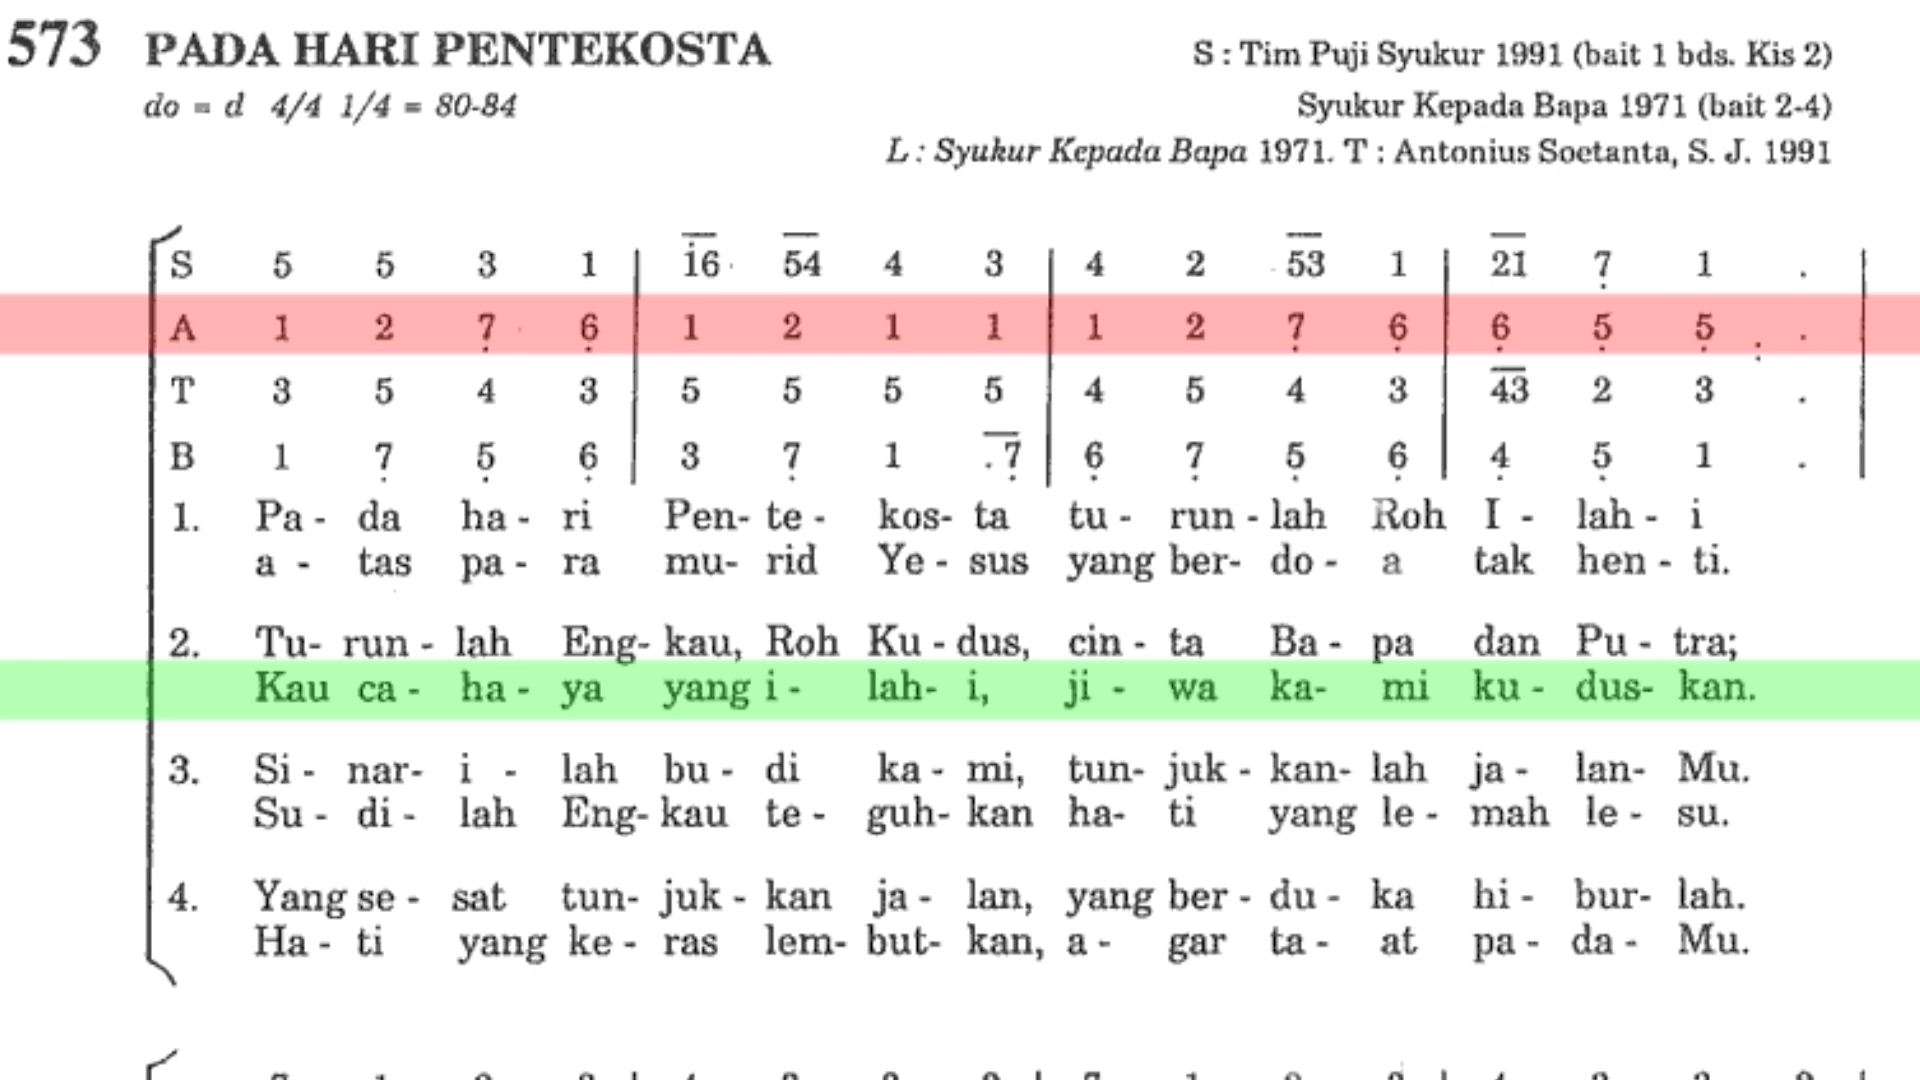 573 PADA HARI PENTEKOSTA
S : Tim Puji Syukur 1991 (bait 1 bds. Kis 2)
do = d 4/4 1/4 = 80-84
Syukur Kepada Bapa 1971 (bait 2-4)
L : Syukur Kepada Bapa 1971. T : Antonius Soetanta, S. J. 1991
S 5 5 3 1 | i6 54 4 3 | 4 2 53 1 | 21 7̣ 1 . |
A 1 2 7̣ 6̣ | 1 2 1 1 | 1 2 7̣ 6̣ | 6̣ 5̣ 5̣ . |
T 3 5 4 3 | 5 5 5 5 | 4 5 4 3 | 43 2 3 . |
B 1 7̣ 5̣ 6̣ | 3 7̣ 1 .7̣ | 6̣ 7̣ 5̣ 6̣ | 4̣ 5̣ 1 . |
1. Pa - da ha - ri Pen- te - kos- ta tu - run - lah Roh I - lah - i
a - tas pa - ra mu- rid Ye - sus yang ber- do - a tak hen - ti.
2. Tu- run - lah Eng- kau, Roh Ku - dus, cin - ta Ba - pa dan Pu - tra;
Kau ca - ha - ya yang i - lah- i, ji - wa ka- mi ku - dus- kan.
3. Si - nar- i - lah bu - di ka - mi, tun- juk - kan- lah ja - lan- Mu.
Su - di - lah Eng- kau te - guh- kan ha- ti yang le - mah le - su.
4. Yang se - sat tun- juk - kan ja - lan, yang ber - du - ka hi - bur- lah.
Ha - ti yang ke - ras lem- but- kan, a - gar ta - at pa - da - Mu.